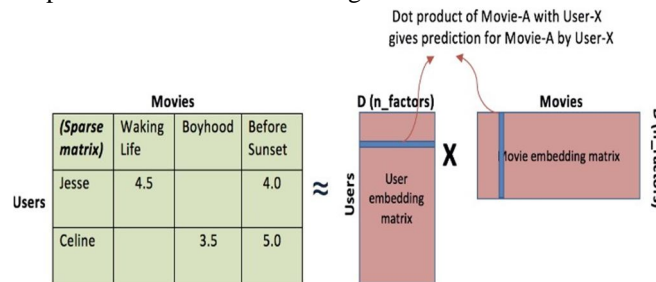 Dot product of Movie-A with User-X
gives prediction for Movie-A by User-X
Movies
D (n_factors)
Movies
(Sparse matrix) Waking Life Boyhood Before Sunset
Jesse 4.5 4.0
Celine 3.5 5.0
Users
≈
Users
User
embedding
matrix
X
Movie embedding matrix